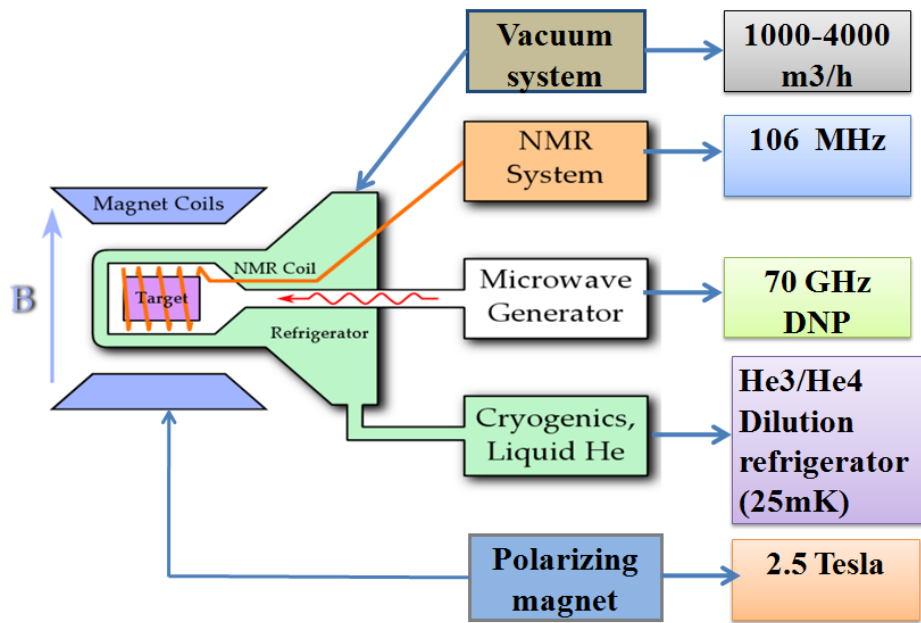 Vacuum
system
1000-4000
m3/h
NMR
System
106 MHz
Magnet Coils
B
NMR Coil
Target
Refrigerator
Microwave
Generator
70 GHz
DNP
Cryogenics,
Liquid He
He3/He4
Dilution
refrigerator
(25mK)
Polarizing
magnet
2.5 Tesla